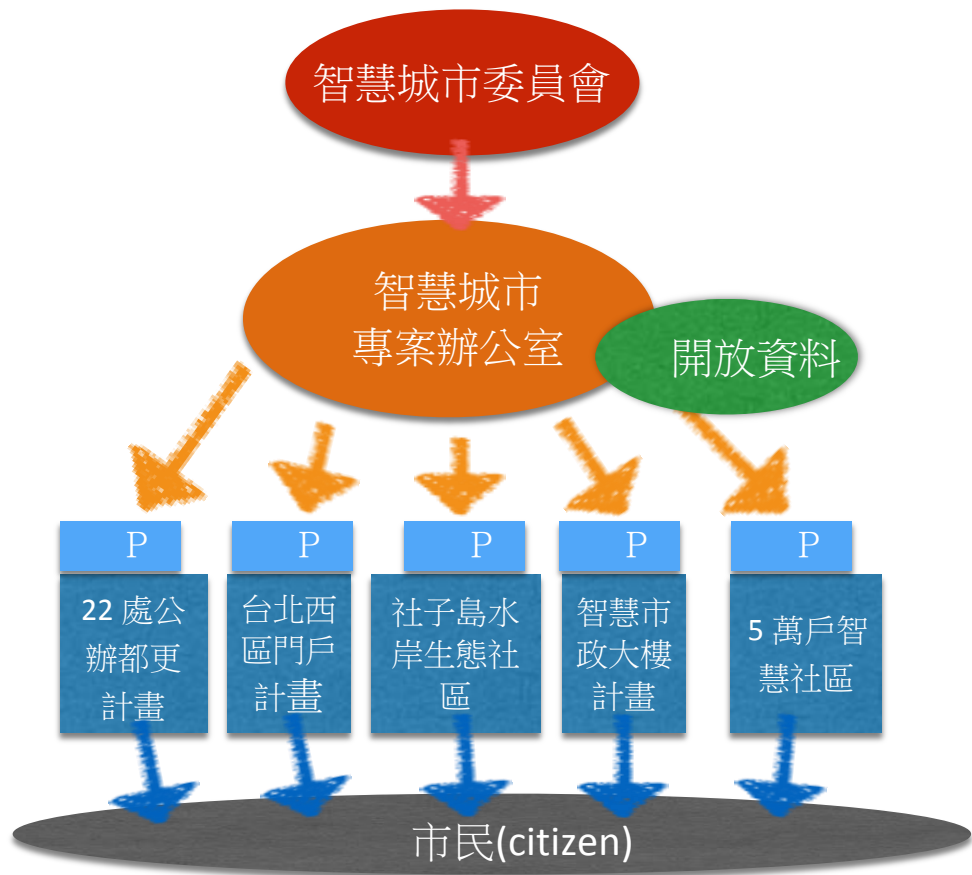 智慧城市委員會
智慧城市
專案辦公室
開放資料
P
P
P
P
P
22 處公
辦都更
計畫
台北西
區門戶
計畫
社子島水
岸生態社
區
智慧市
政大樓
計畫
5 萬戶智
慧社區
市民(citizen)